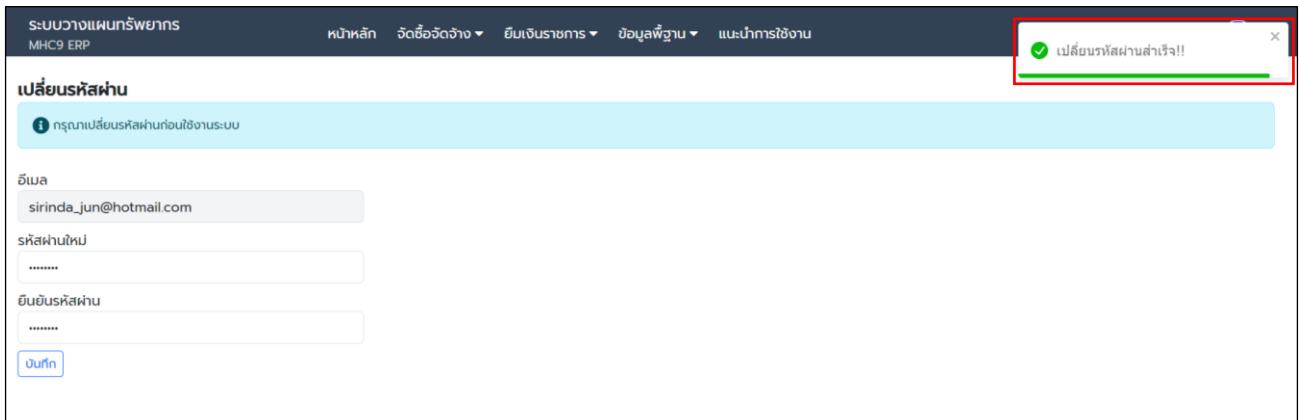 ระบบวางแผนทรัพยากร
MHC9 ERP
หน้าหลัก จัดซื้อจัดจ้าง ยืมเงินราชการ ข้อมูลพื้ฐาน แนะนำการใช้งาน
เปลี่ยนรหัสผ่านสำเร็จ!!
เปลี่ยนรหัสผ่าน
กรุณาเปลี่ยนรหัสผ่านก่อนใช้งานระบบ
อีเมล
sirinda_jun@hotmail.com
รหัสผ่านใหม่
••••••••
ยืนยันรหัสผ่าน
••••••••
บันทึก